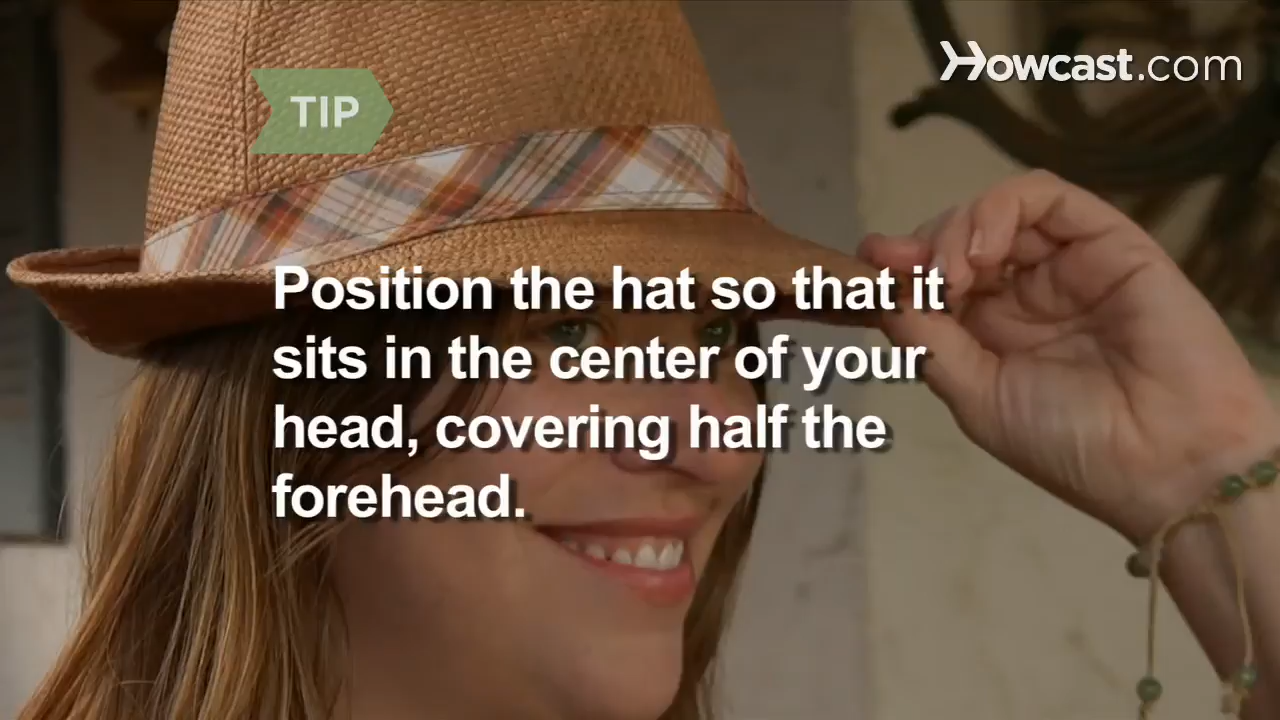 Howcast.com
TIP
Position the hat so that it
sits in the center of your
head, covering half the
forehead.